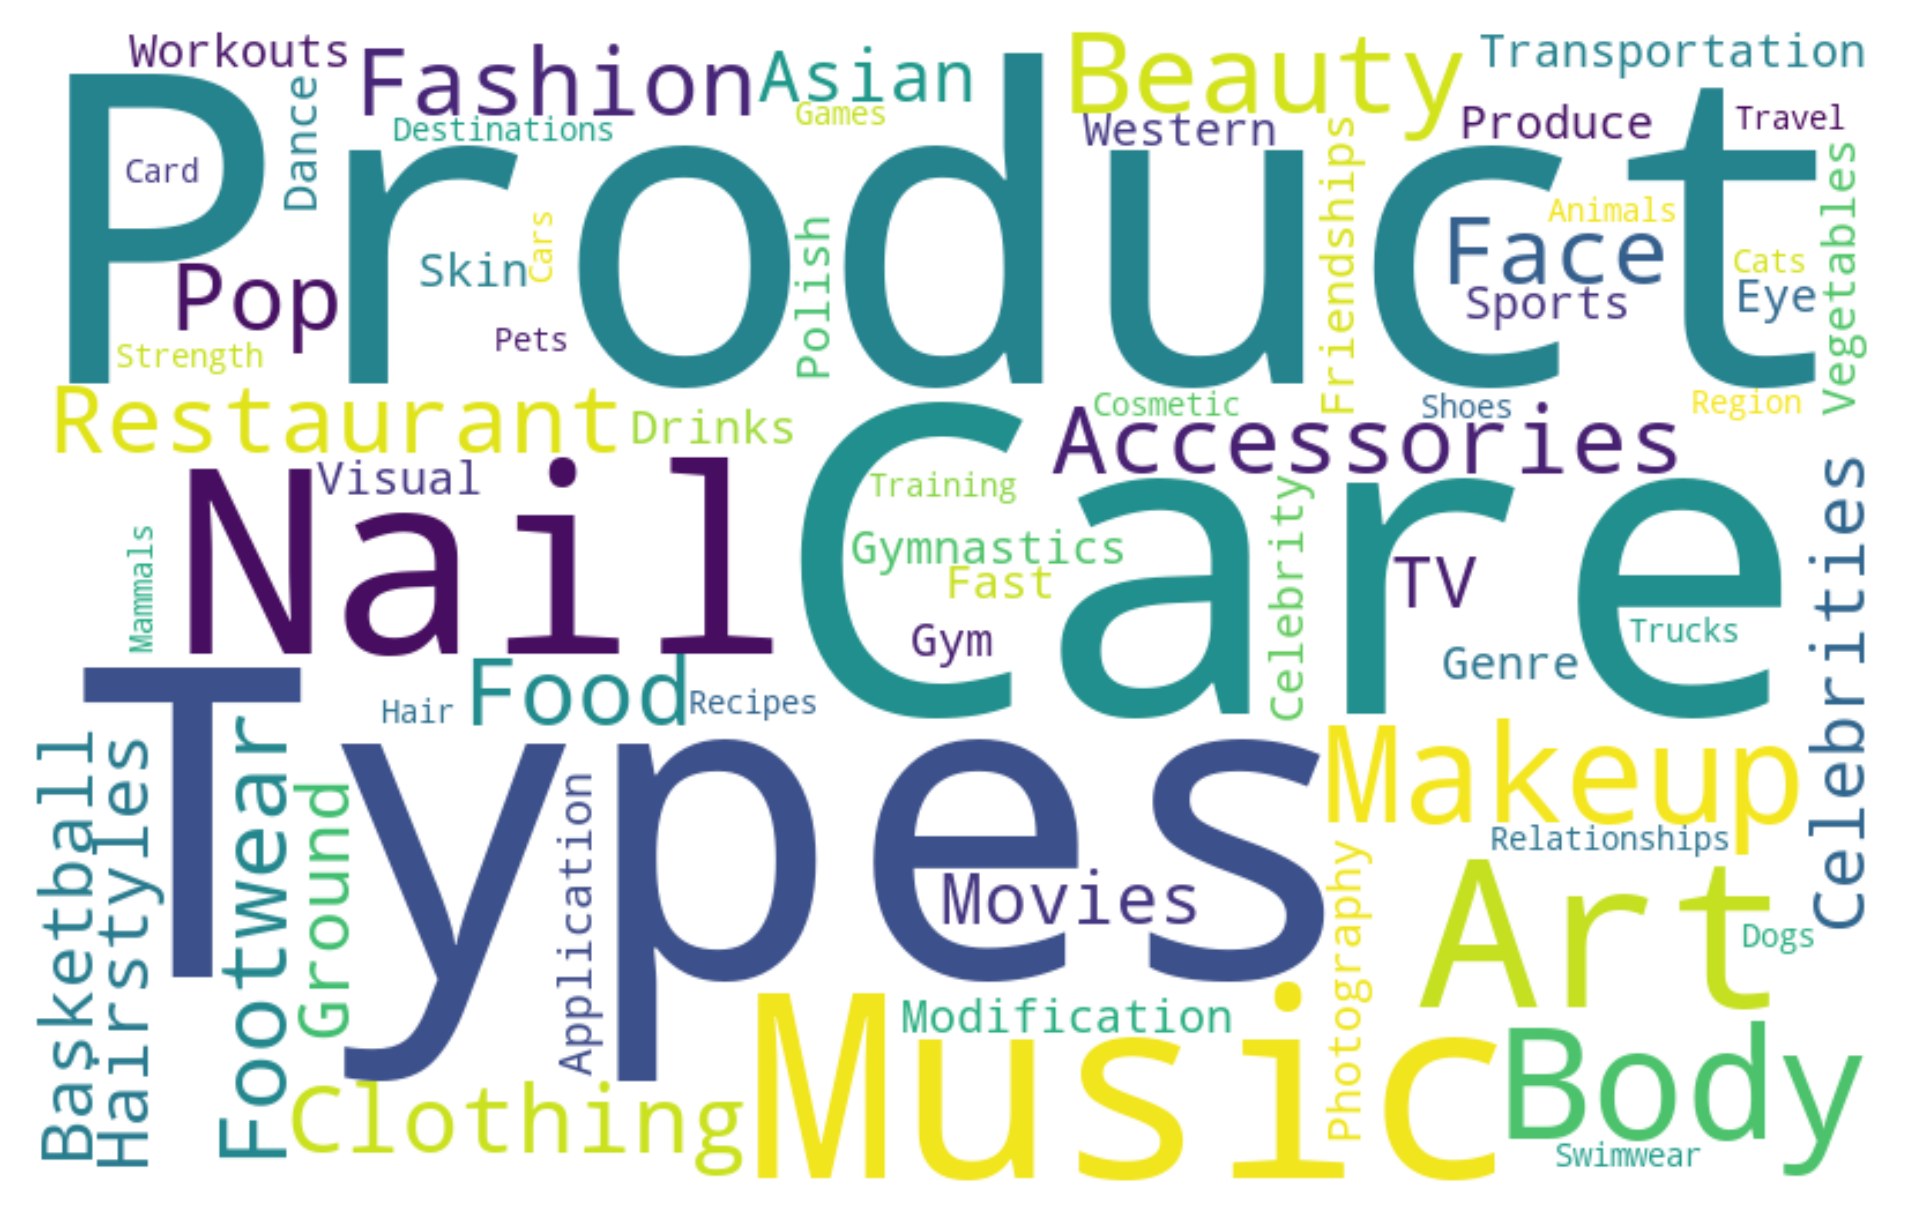 Workouts
Fashion
Asian
Beauty
Transportation
Dance
Destinations
Games
Western
Friendships
Produce
Travel
Card
Product
Vegetables
Animals
Face
Cats
Skin
Cars
Polish
Pop
Sports
Eye
Pets
Strength
Restaurant
Drinks
Cosmetic
Shoes
Region
Accessories
Visual
Nail
Care
Training
Celebrity
Celebrities
Mammals
Gymnastics
Fast
TV
Gym
Trucks
Genre
Food
Hair
Recipes
Types
Makeup
Basketball
Hairstyles
Footwear
Ground
Application
Relationships
Movies
Photography
Art
Dogs
Music
Modification
Body
Clothing
Swimwear